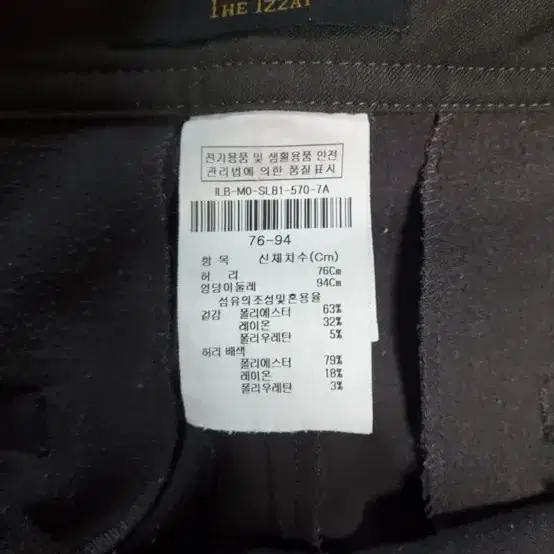 THE IZZAT
전기용품 및 생활용품 안전
관리법에 의한 품질표시
ILB-MO-SLB1-570-7A
76-94
항 목 신체치수(Cm)
허 리 76Cm
엉덩이둘레 94Cm
섬유의조성및혼용율
겉감 폴리에스터 63%
레이온 32%
폴리우레탄 5%
허리 배색
폴리에스터 79%
레이온 18%
폴리우레탄 3%